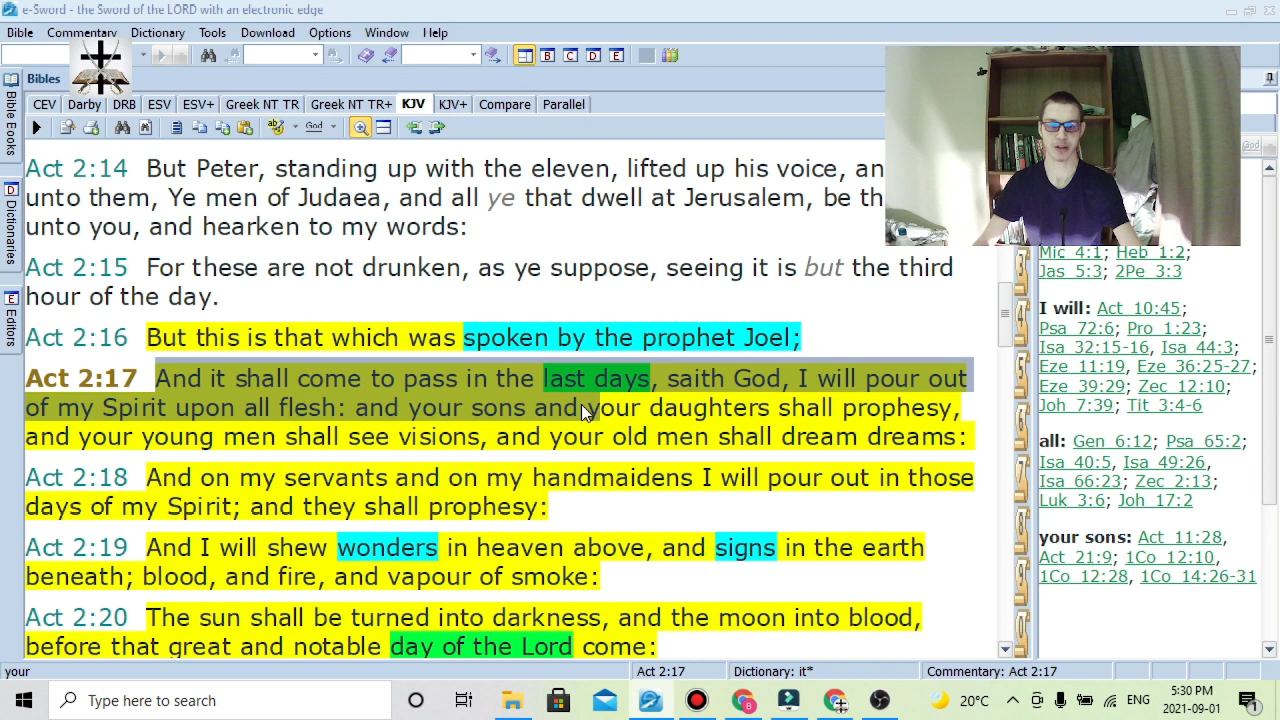 e-Sword - the Sword of the LORD with an electronic edge
Bible Commentary Dictionary Tools Download Options Window Help
B C D E
Bibles
Bible Books
D Dictionaries
E Editors
CEV Darby DRB ESV ESV+ Greek NT TR Greek NT TR+ KJV KJV+ Compare Parallel
God
Act 2:14 But Peter, standing up with the eleven, lifted up his voice, an
unto them, Ye men of Judaea, and all ye that dwell at Jerusalem, be th
unto you, and hearken to my words:
Act 2:15 For these are not drunken, as ye suppose, seeing it is but the third
hour of the day.
Act 2:16 But this is that which was spoken by the prophet Joel;
Act 2:17 And it shall come to pass in the last days, saith God, I will pour out
of my Spirit upon all flesh: and your sons and your daughters shall prophesy,
and your young men shall see visions, and your old men shall dream dreams:
Act 2:18 And on my servants and on my handmaidens I will pour out in those
days of my Spirit; and they shall prophesy:
Act 2:19 And I will shew wonders in heaven above, and signs in the earth
beneath; blood, and fire, and vapour of smoke:
Act 2:20 The sun shall be turned into darkness, and the moon into blood,
before that great and notable day of the Lord come:
God
Mic 4:1; Heb 1:2;
Jas 5:3; 2Pe 3:3
I will: Act 10:45;
Psa 72:6; Pro 1:23;
Isa 32:15-16, Isa 44:3;
Eze 11:19, Eze 36:25-27;
Eze 39:29; Zec 12:10;
Joh 7:39; Tit 3:4-6
all: Gen 6:12; Psa 65:2;
Isa 40:5, Isa 49:26,
Isa 66:23; Zec 2:13;
Luk 3:6; Joh 17:2
your sons: Act 11:28,
Act 21:9; 1Co 12:10,
1Co 12:28, 1Co 14:26-31
3
4
5
6
7
8
9
your Act 2:17 Dictionary: it* Commentary: Act 2:17
Type here to search
20°C ENG 5:30 PM
2021-09-01
1